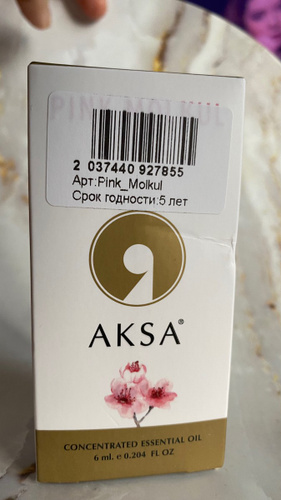 PINK MOLKUL
2 037440 927855
Арт:Pink_Molkul
Срок годности:5 лет
AKSA®
CONCENTRATED ESSENTIAL OIL
6 ml. e 0.204 FL OZ